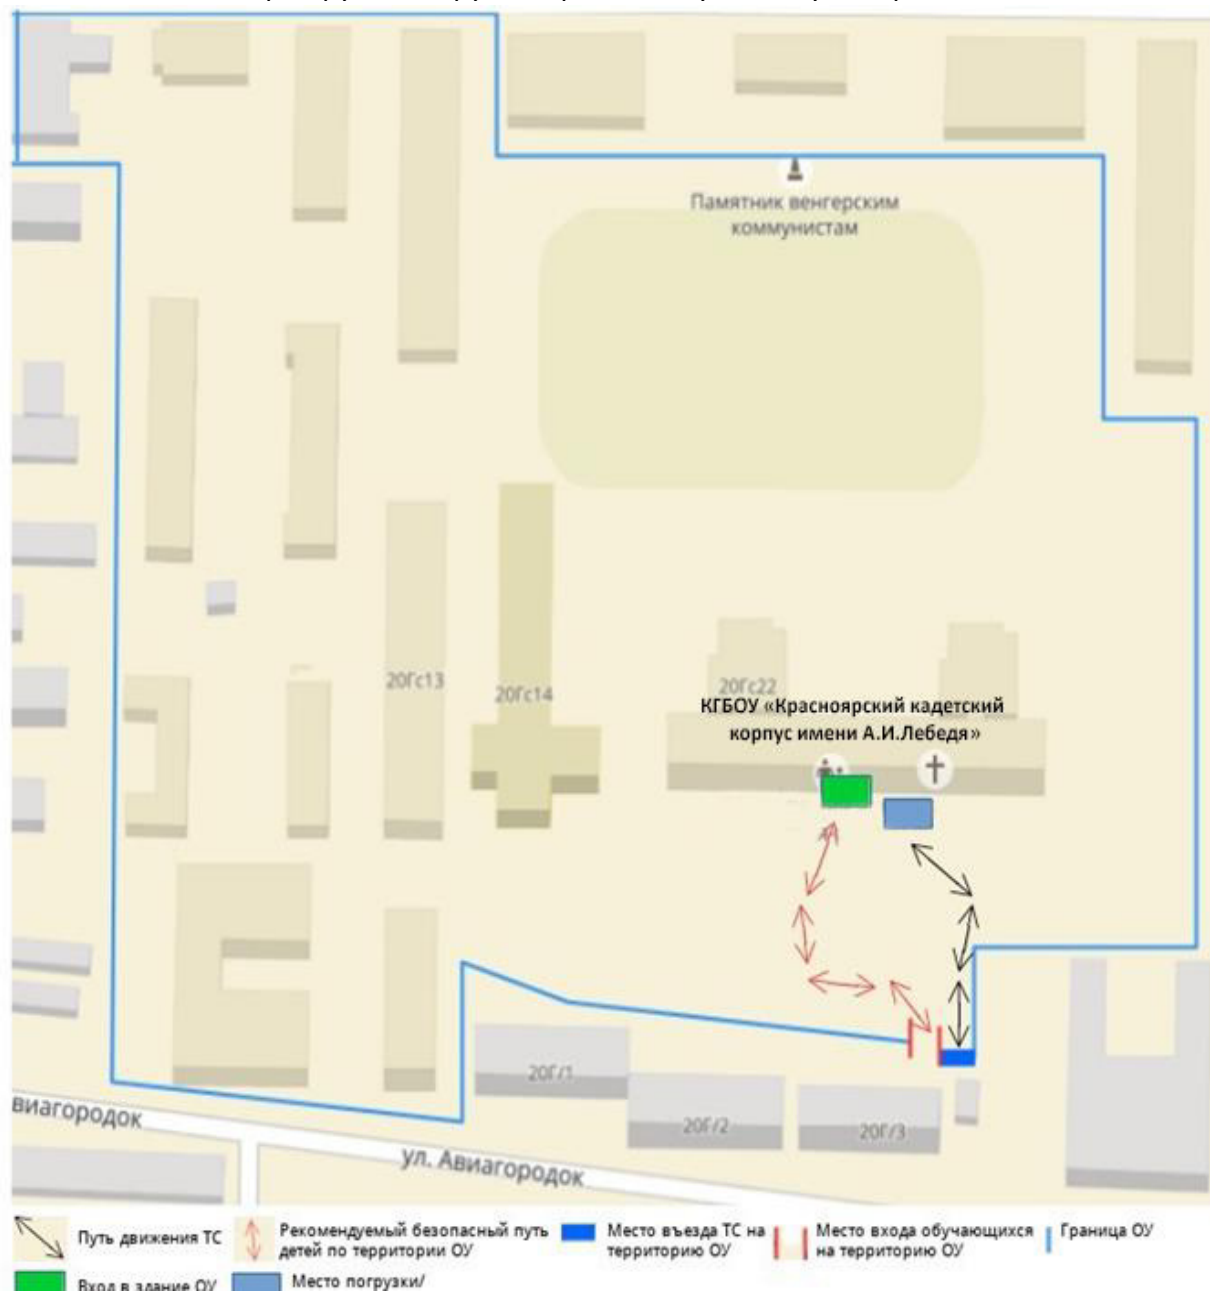 Памятник венгерским
коммунистам
20Гс13
20Гс14
20Гс22
КГБОУ «Красноярский кадетский
корпус имени А.И.Лебедя»
20Г/1
20Г/2
20Г/3
виагородок
ул. Авиагородок
Путь движения ТС
Рекомендуемый безопасный путь
детей по территории ОУ
Место въезда ТС на
территорию ОУ
Место входа обучающихся
на территорию ОУ
Граница ОУ
Вход в здание ОУ
Место погрузки/